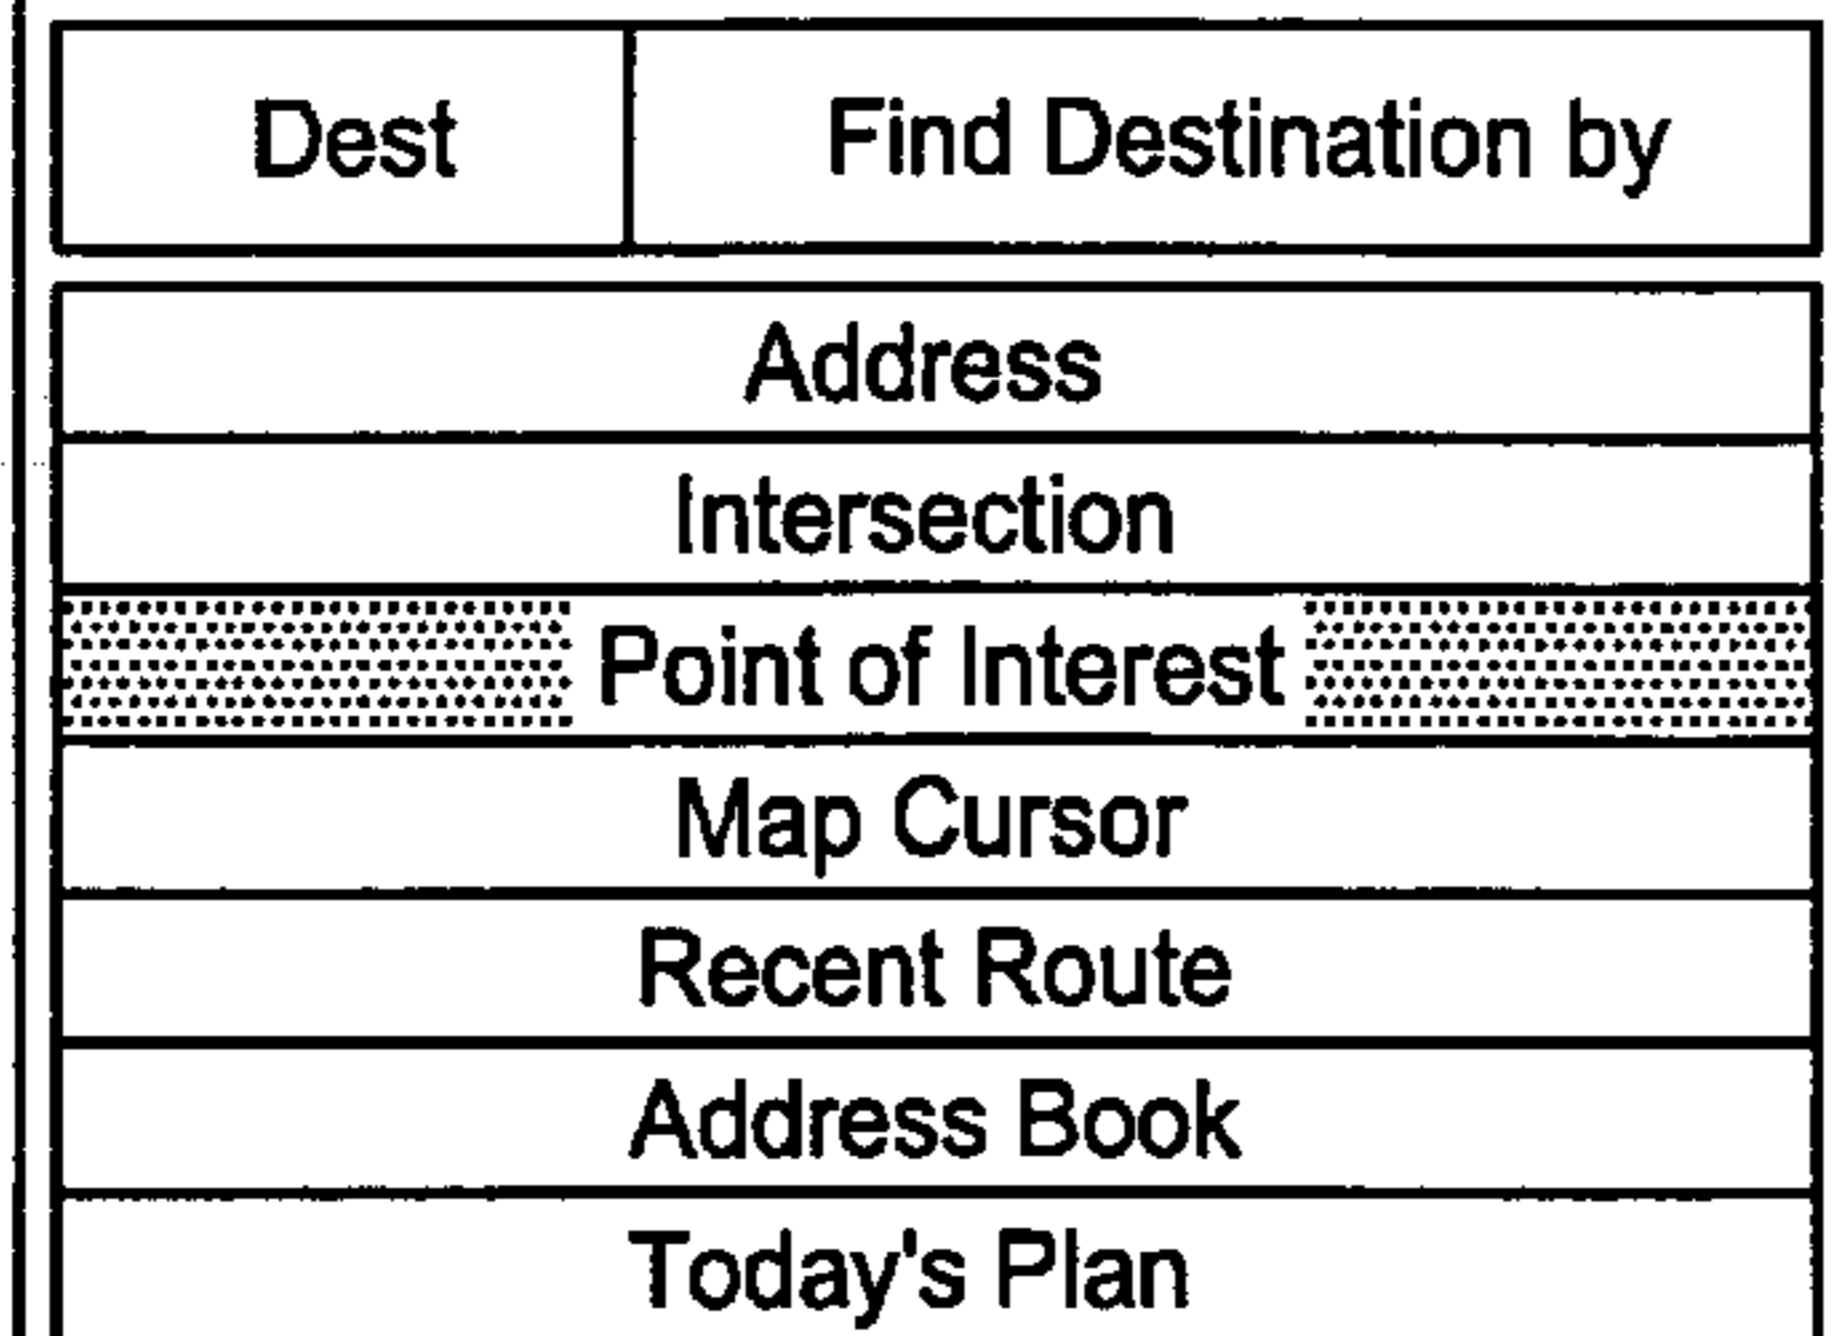 Dest Find Destination by
Address
Intersection
Point of Interest
Map Cursor
Recent Route
Address Book
Today's Plan